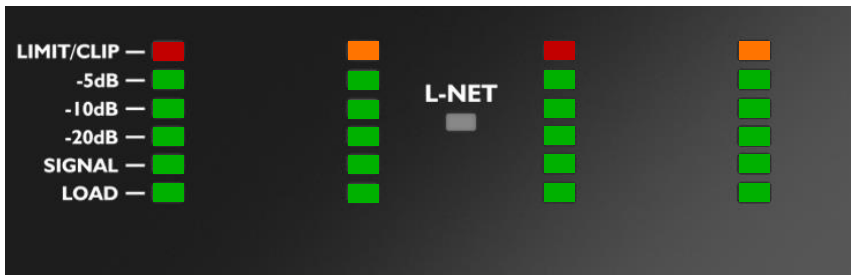 LIMIT/CLIP
-5dB
-10dB
L-NET
-20dB
SIGNAL
LOAD